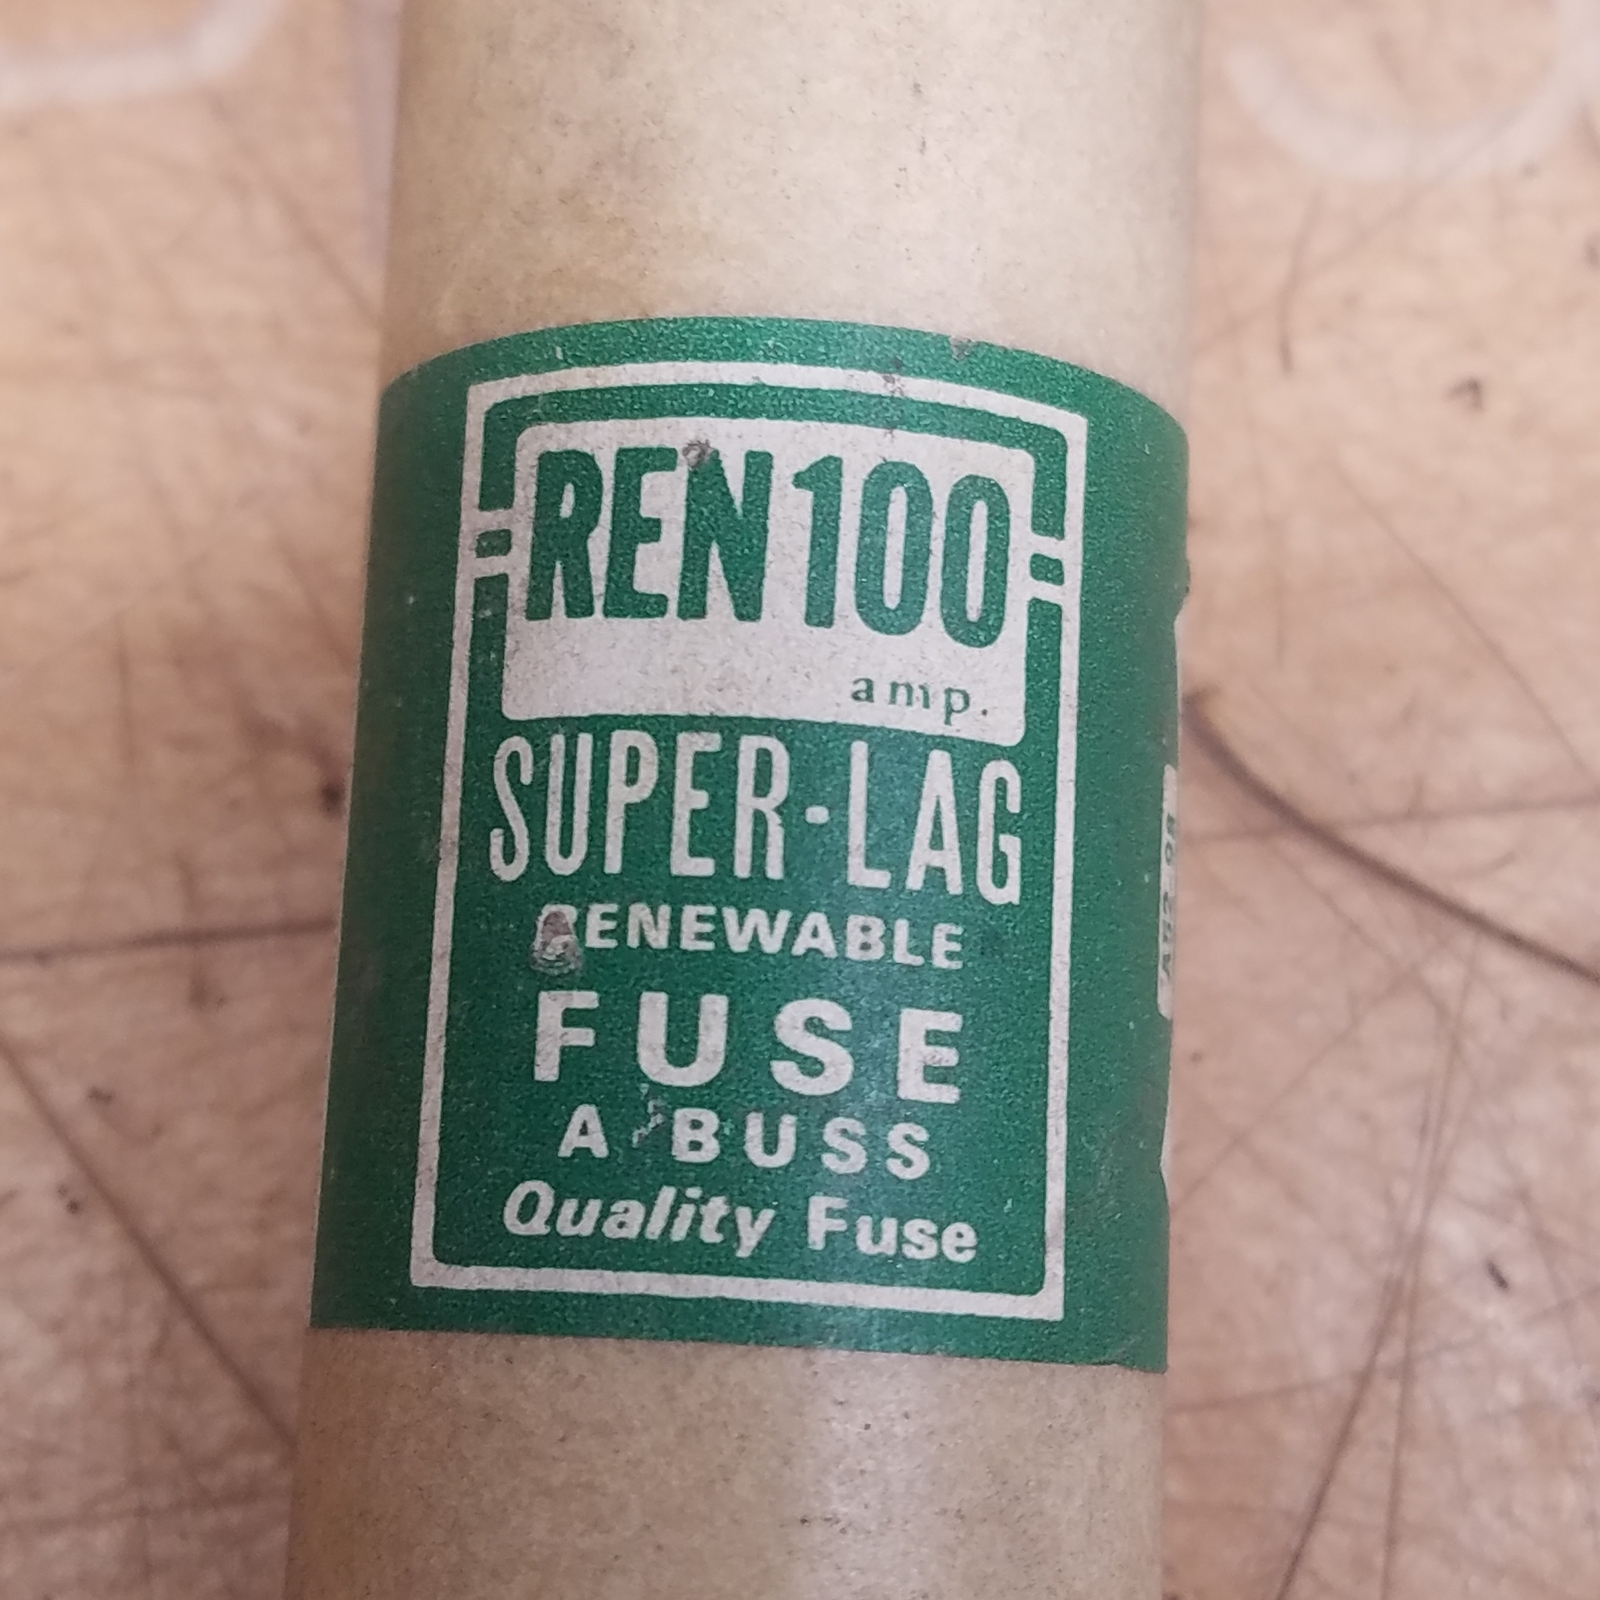 REN 100
amp.
SUPER-LAG
RENEWABLE
FUSE
A BUSS
Quality Fuse